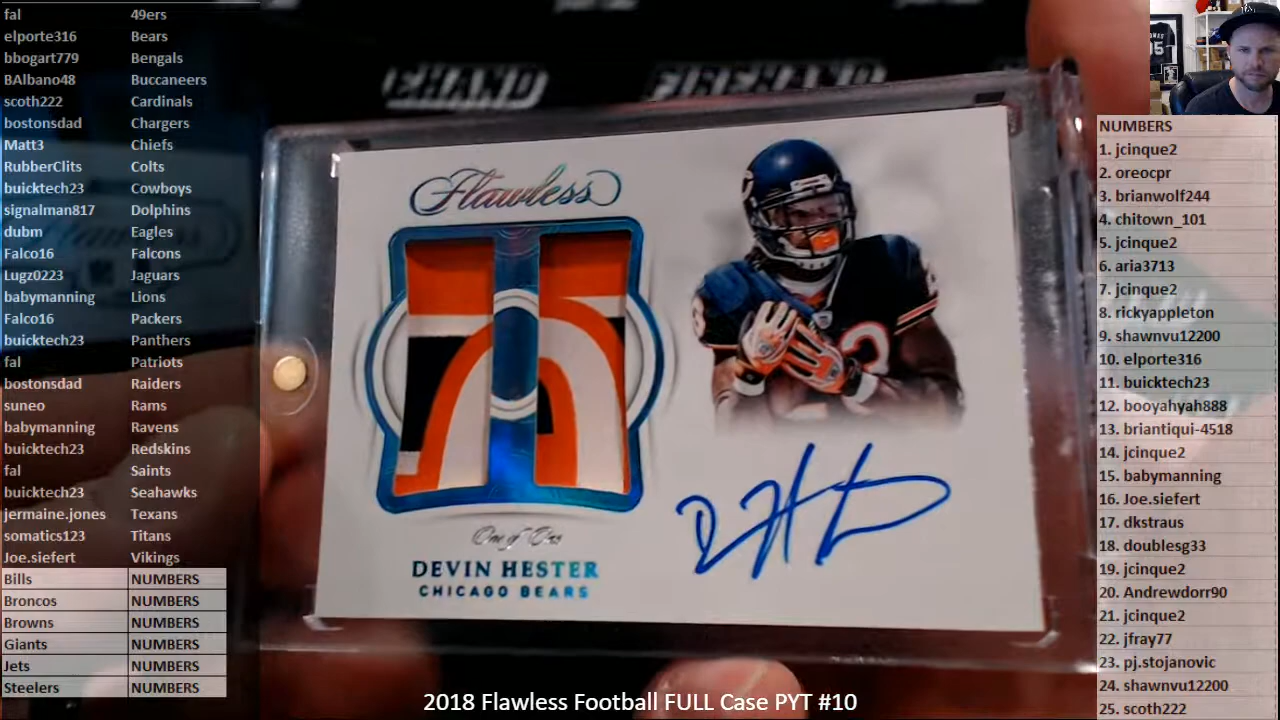 fal 49ers
elporte316 Bears
bbogart779 Bengals
BAlbano48 Buccaneers
scoth222 Cardinals
bostonsdad Chargers
Matt3 Chiefs
RubberClits Colts
buicktech23 Cowboys
signalman817 Dolphins
dubm Eagles
Falco16 Falcons
Lugz0223 Jaguars
babymanning Lions
Falco16 Packers
buicktech23 Panthers
fal Patriots
bostonsdad Raiders
suneo Rams
babymanning Ravens
buicktech23 Redskins
fal Saints
buicktech23 Seahawks
jermaine.jones Texans
somatics123 Titans
Joe.siefert Vikings
Bills NUMBERS
Broncos NUMBERS
Browns NUMBERS
Giants NUMBERS
Jets NUMBERS
Steelers NUMBERS
EHAND FIREHAND
Flawless
One of One
DEVIN HESTER
CHICAGO BEARS
2018 Flawless Football FULL Case PYT #10
NUMBERS
1. jcinque2
2. oreocpr
3. brianwolf244
4. chitown_101
5. jcinque2
6. aria3713
7. jcinque2
8. rickyappleton
9. shawnvu12200
10. elporte316
11. buicktech23
12. booyahyah888
13. briantiqui-4518
14. jcinque2
15. babymanning
16. Joe.siefert
17. dkstraus
18. doublesg33
19. jcinque2
20. Andrewdorr90
21. jcinque2
22. jfray77
23. pj.stojanovic
24. shawnvu12200
25. scoth222